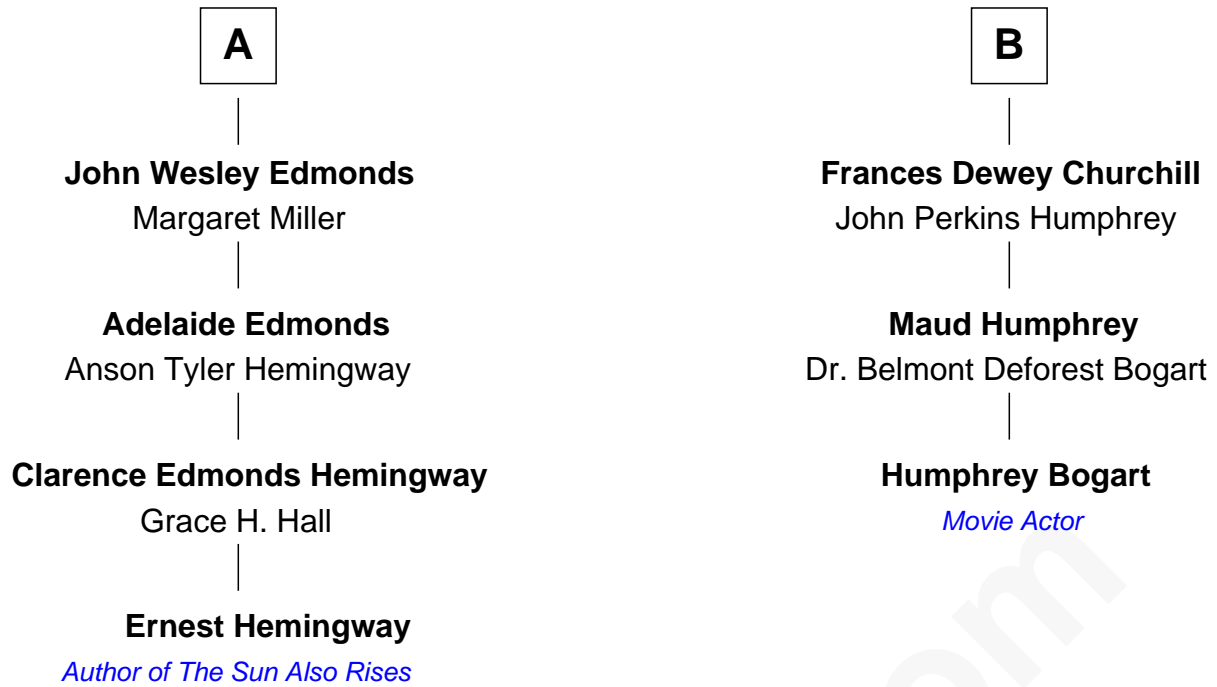 A
John Wesley Edmonds
Margaret Miller
Adelaide Edmonds
Anson Tyler Hemingway
Clarence Edmonds Hemingway
Grace H. Hall
Ernest Hemingway
Author of The Sun Also Rises
B
Frances Dewey Churchill
John Perkins Humphrey
Maud Humphrey
Dr. Belmont Deforest Bogart
Humphrey Bogart
Movie Actor
om